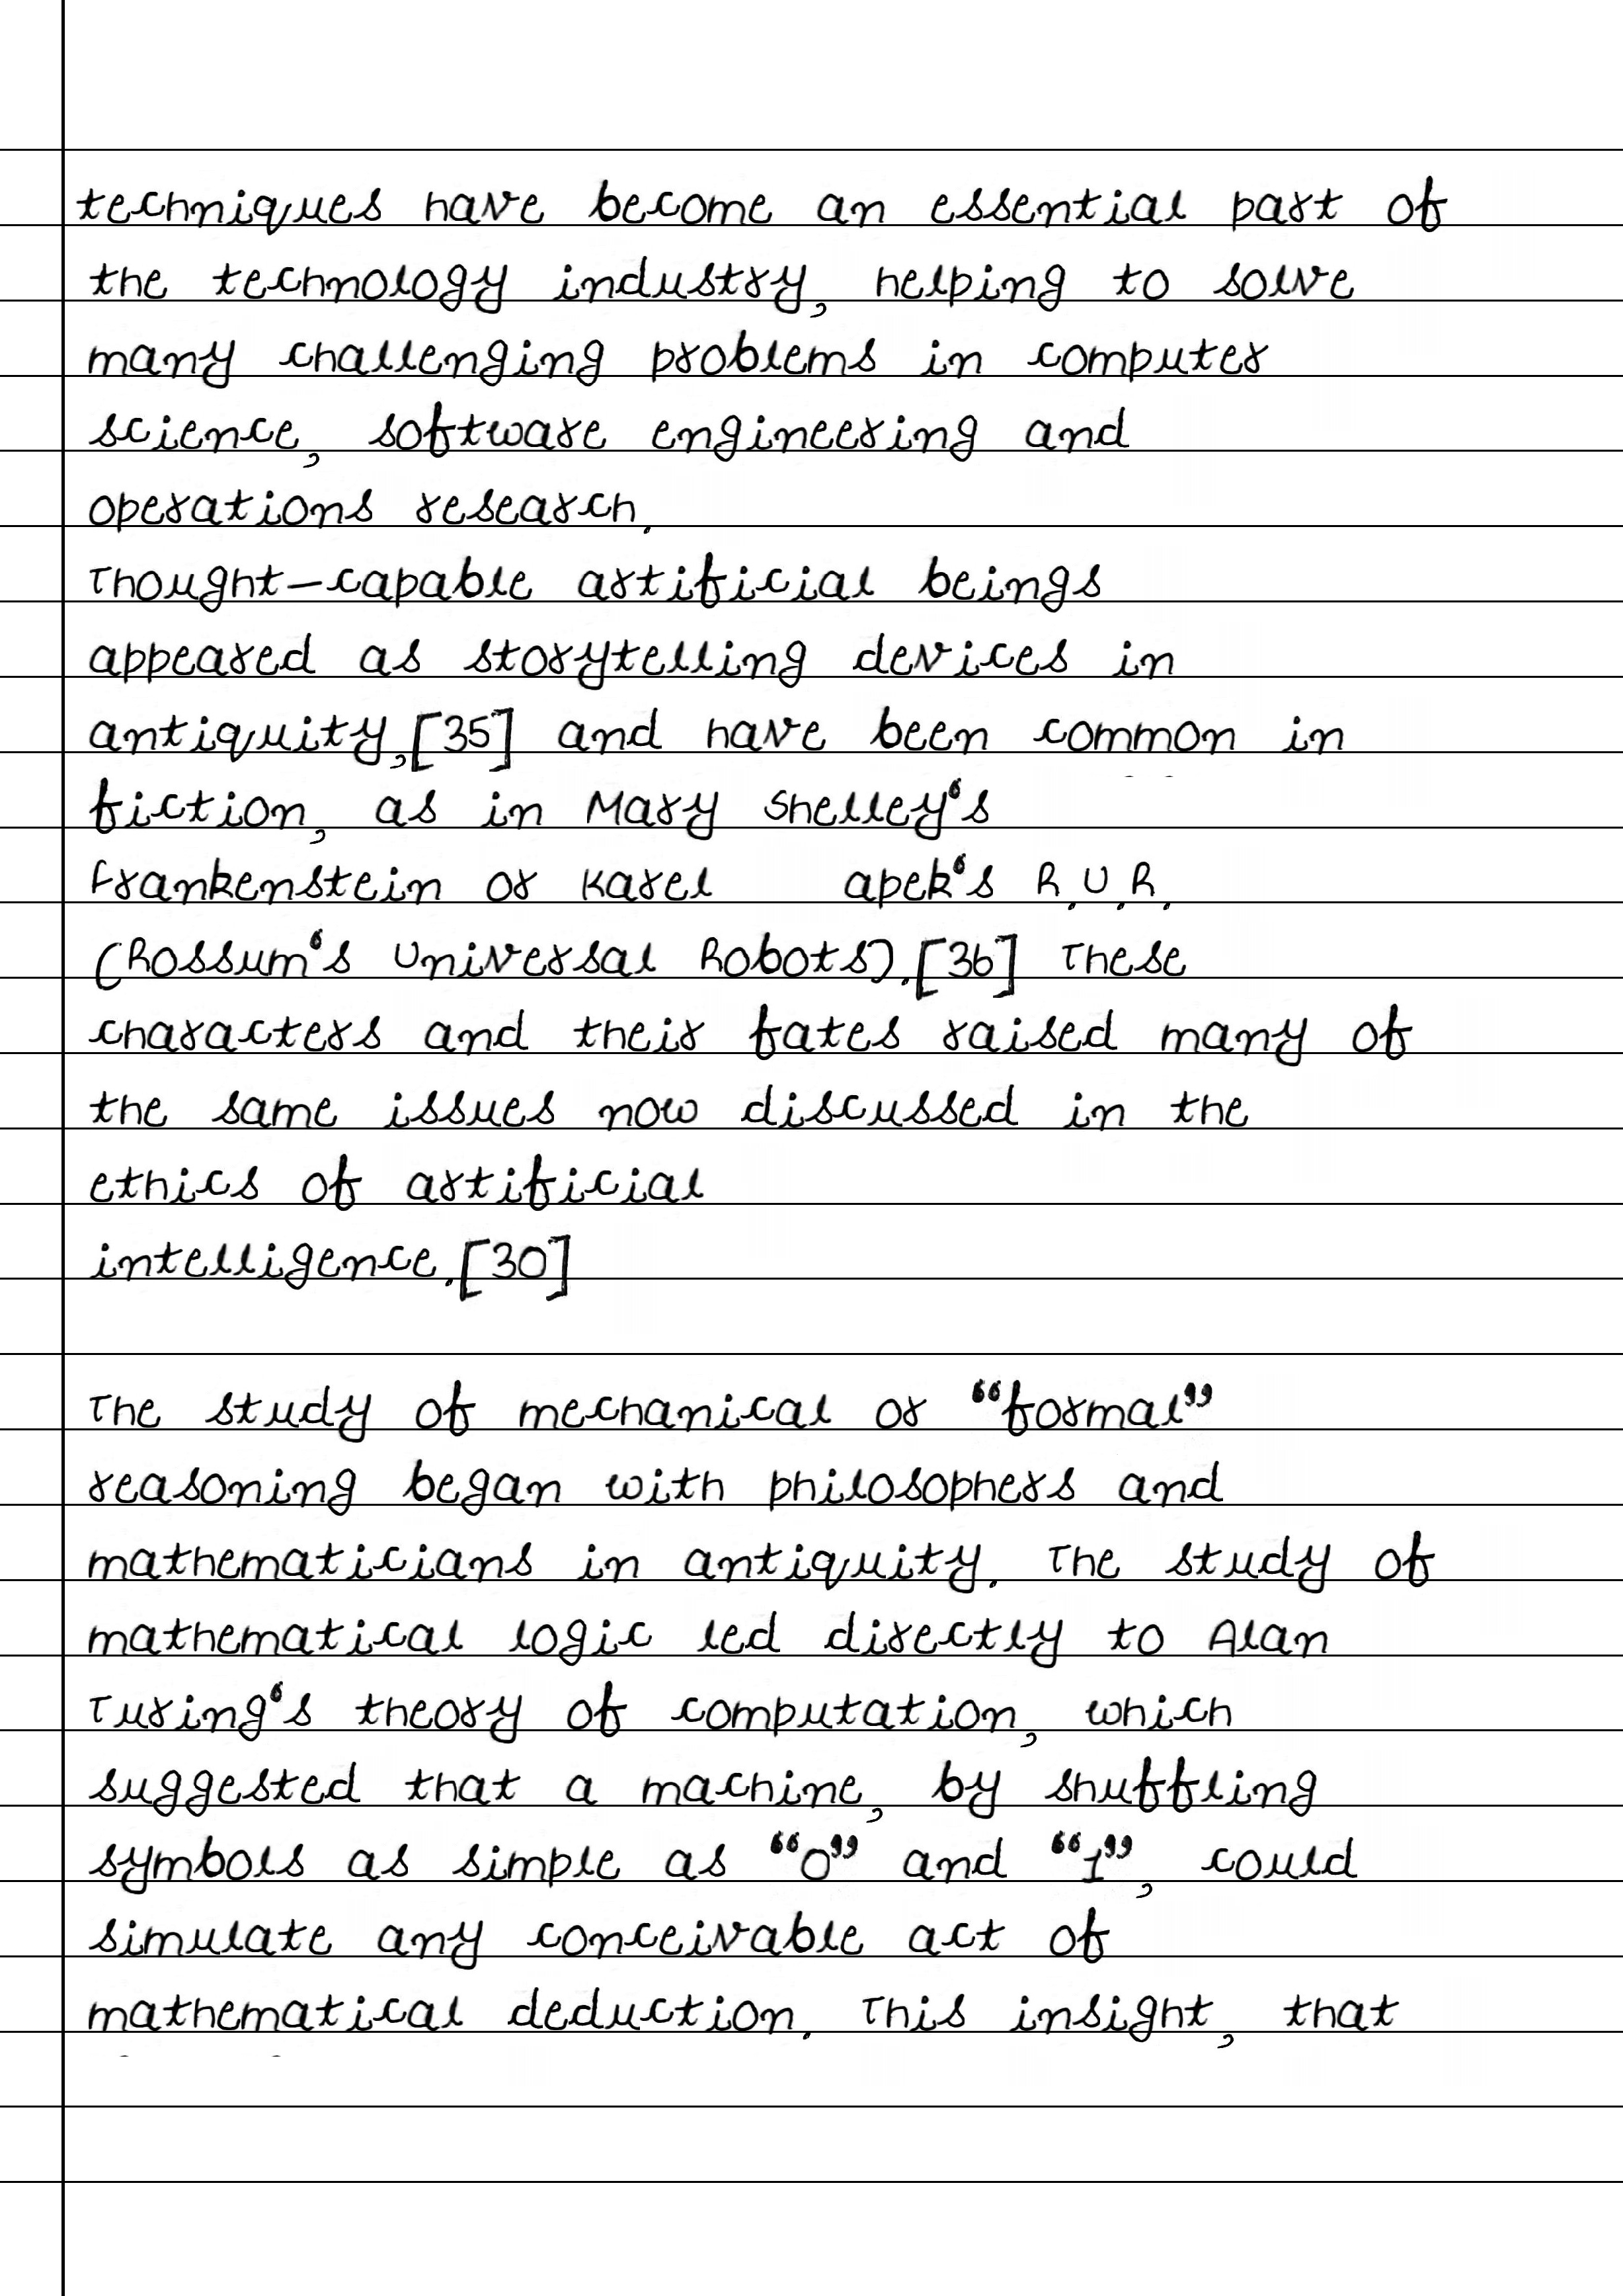 techniques have become an essential part of
the technology industry, helping to solve
many challenging problems in computer
science, software engineering and
operations research.
Thought-capable artificial beings
appeared as storytelling devices in
antiquity,[35] and have been common in
fiction, as in Mary Shelley's
Frankenstein or Karel apek's R.U.R.
(Rossum's Universal Robots).[36] These
characters and their fates raised many of
the same issues now discussed in the
ethics of artificial
intelligence.[30]
The study of mechanical or “formal”
reasoning began with philosophers and
mathematicians in antiquity. The study of
mathematical logic led directly to Alan
Turing's theory of computation, which
suggested that a machine, by shuffling
symbols as simple as “0” and “1”, could
simulate any conceivable act of
mathematical deduction. This insight, that